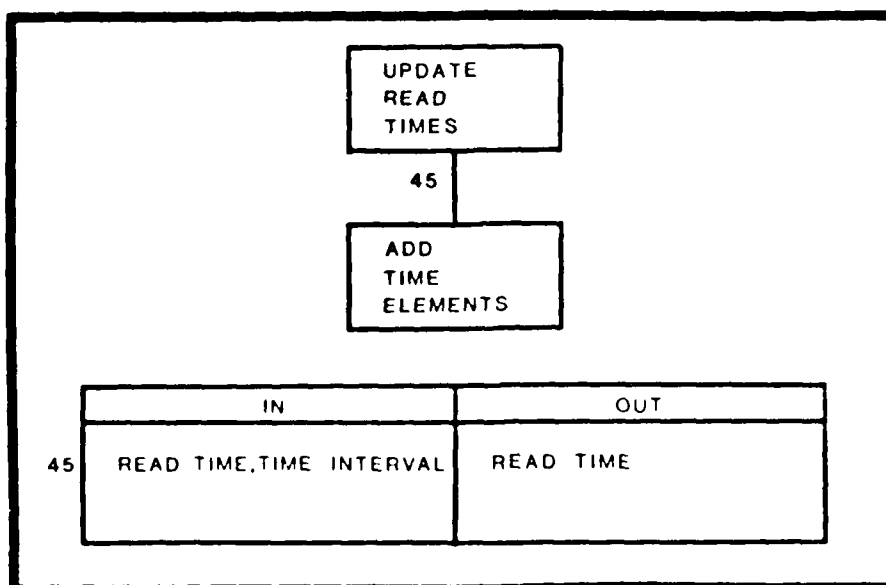 UPDATE
READ
TIMES
45
ADD
TIME
ELEMENTS
IN OUT
45 READ TIME, TIME INTERVAL READ TIME